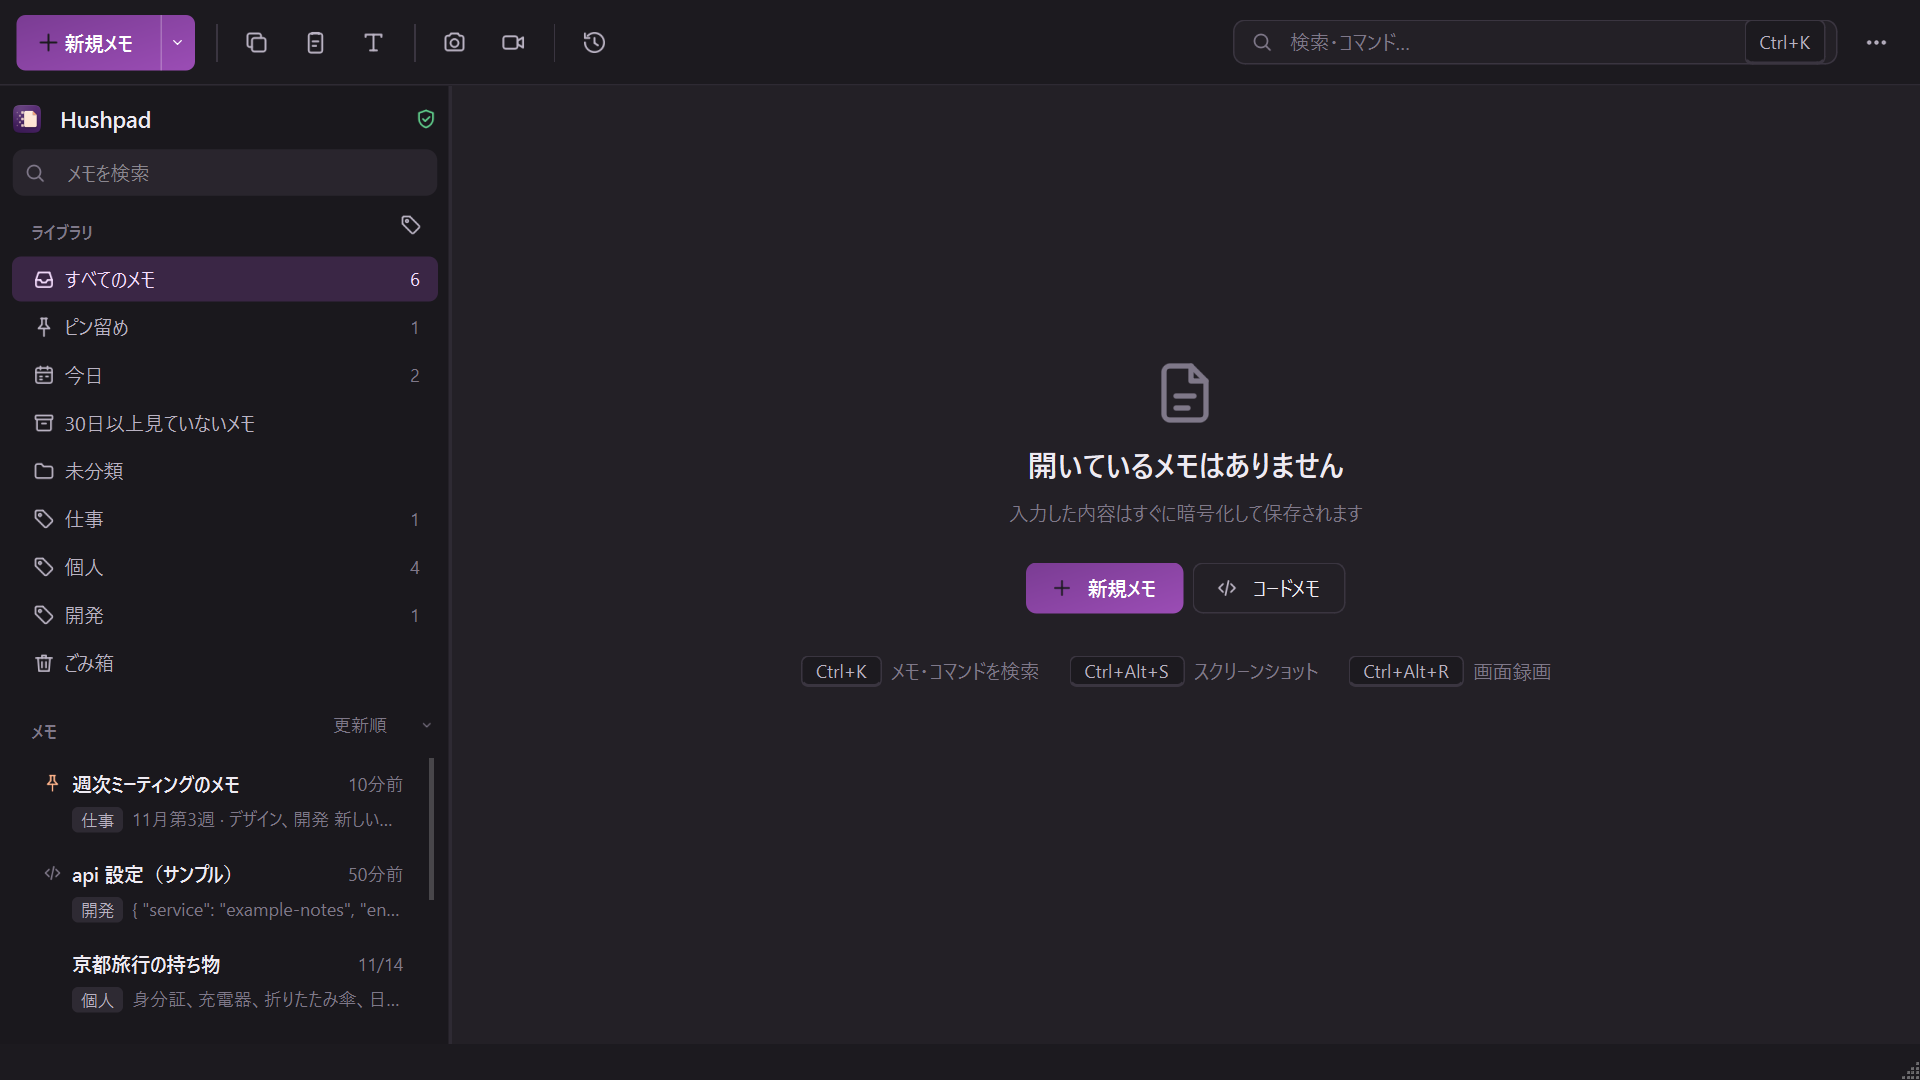 新規メモ
検索・コマンド...
Ctrl+K
Hushpad
メモを検索
ライブラリ
すべてのメモ 6
ピン留め 1
今日 2
30日以上見ていないメモ
未分類
仕事 1
個人 4
開発 1
ごみ箱
メモ 更新順
週次ミーティングのメモ 10分前
仕事 11月第3週 · デザイン、開発 新しい...
api 設定（サンプル） 50分前
開発 { "service": "example-notes", "en...
京都旅行の持ち物 11/14
個人 身分証、充電器、折りたたみ傘、日...
開いているメモはありません
入力した内容はすぐに暗号化して保存されます
新規メモ
コードメモ
Ctrl+K メモ・コマンドを検索 Ctrl+Alt+S スクリーンショット Ctrl+Alt+R 画面録画